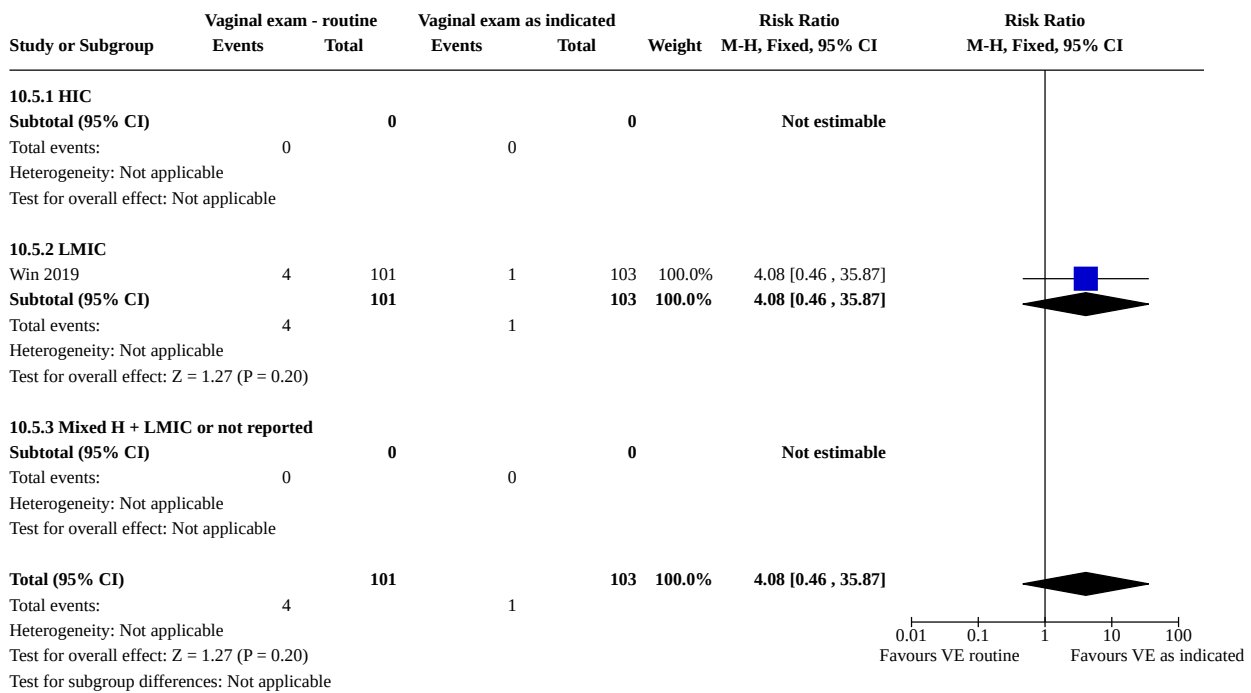 Vaginal exam - routine Vaginal exam as indicated Risk Ratio Risk Ratio
Study or Subgroup Events Total Events Total Weight M-H, Fixed, 95% CI M-H, Fixed, 95% CI
10.5.1 HIC
Subtotal (95% CI) 0 0 Not estimable
Total events: 0 0
Heterogeneity: Not applicable
Test for overall effect: Not applicable
10.5.2 LMIC
Win 2019 4 101 1 103 100.0% 4.08 [0.46 , 35.87]
Subtotal (95% CI) 101 103 100.0% 4.08 [0.46 , 35.87]
Total events: 4 1
Heterogeneity: Not applicable
Test for overall effect: Z = 1.27 (P = 0.20)
10.5.3 Mixed H + LMIC or not reported
Subtotal (95% CI) 0 0 Not estimable
Total events: 0 0
Heterogeneity: Not applicable
Test for overall effect: Not applicable
Total (95% CI) 101 103 100.0% 4.08 [0.46 , 35.87]
Total events: 4 1
Heterogeneity: Not applicable 0.01 0.1 1 10 100
Test for overall effect: Z = 1.27 (P = 0.20) Favours VE routine Favours VE as indicated
Test for subgroup differences: Not applicable